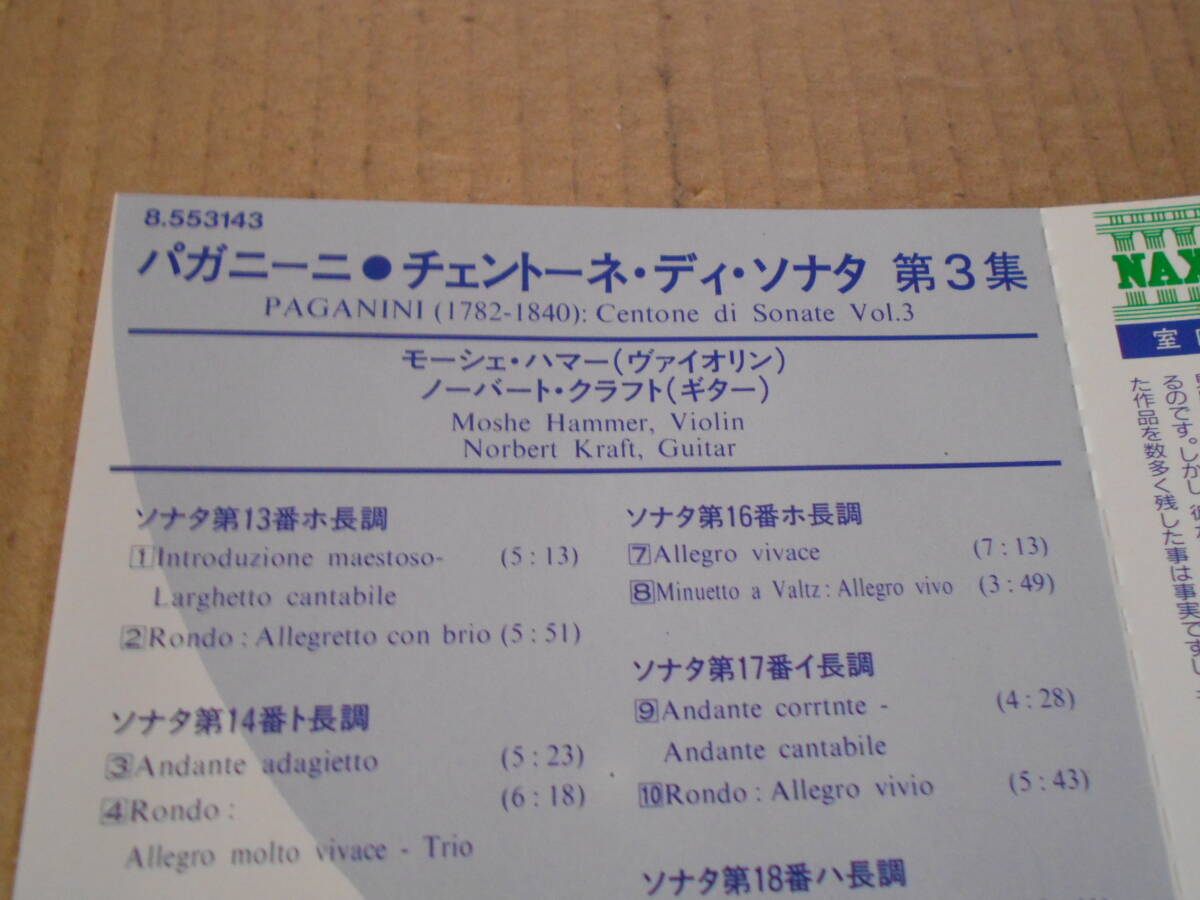 8.553143
パガニーニ●チェントーネ・ディ・ソナタ 第3集
PAGANINI (1782-1840): Centone di Sonate Vol.3
モーシェ・ハマー(ヴァイオリン)
ノーバート・クラフト(ギター)
Moshe Hammer, Violin
Norbert Kraft, Guitar
ソナタ第13番ホ長調
1 Introduzione maestoso- (5:13)
Larghetto cantabile
2 Rondo: Allegretto con brio (5:51)
ソナタ第14番ト長調
3 Andante adagietto (5:23)
4 Rondo: (6:18)
Allegro molto vivace - Trio
ソナタ第16番ホ長調
7 Allegro vivace (7:13)
8 Minuetto a Valtz: Allegro vivo (3:49)
ソナタ第17番イ長調
9 Andante corrtnte - (4:28)
Andante cantabile
10 Rondo: Allegro vivio (5:43)
ソナタ第18番ハ長調
NAX
室
るのです。しかし
た作品を数多く残した事は事実ですし